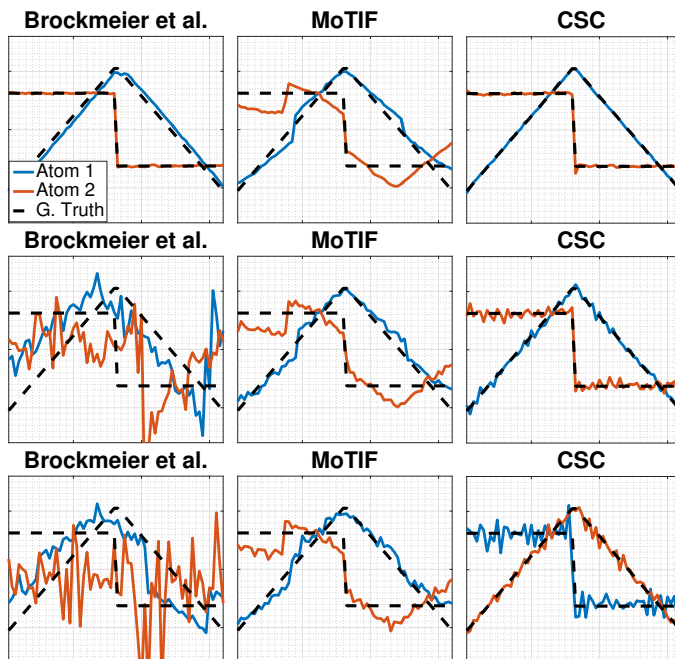 Brockmeier et al. MoTIF CSC
Atom 1
Atom 2
G. Truth
Brockmeier et al. MoTIF CSC
Brockmeier et al. MoTIF CSC